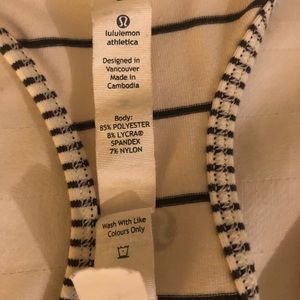 lululemon
athletica
Designed in
Vancouver
Made in
Cambodia
Body:
85% POLYESTER
8% LYCRA®
SPANDEX
7% NYLON
Wash With Like
Colours Only